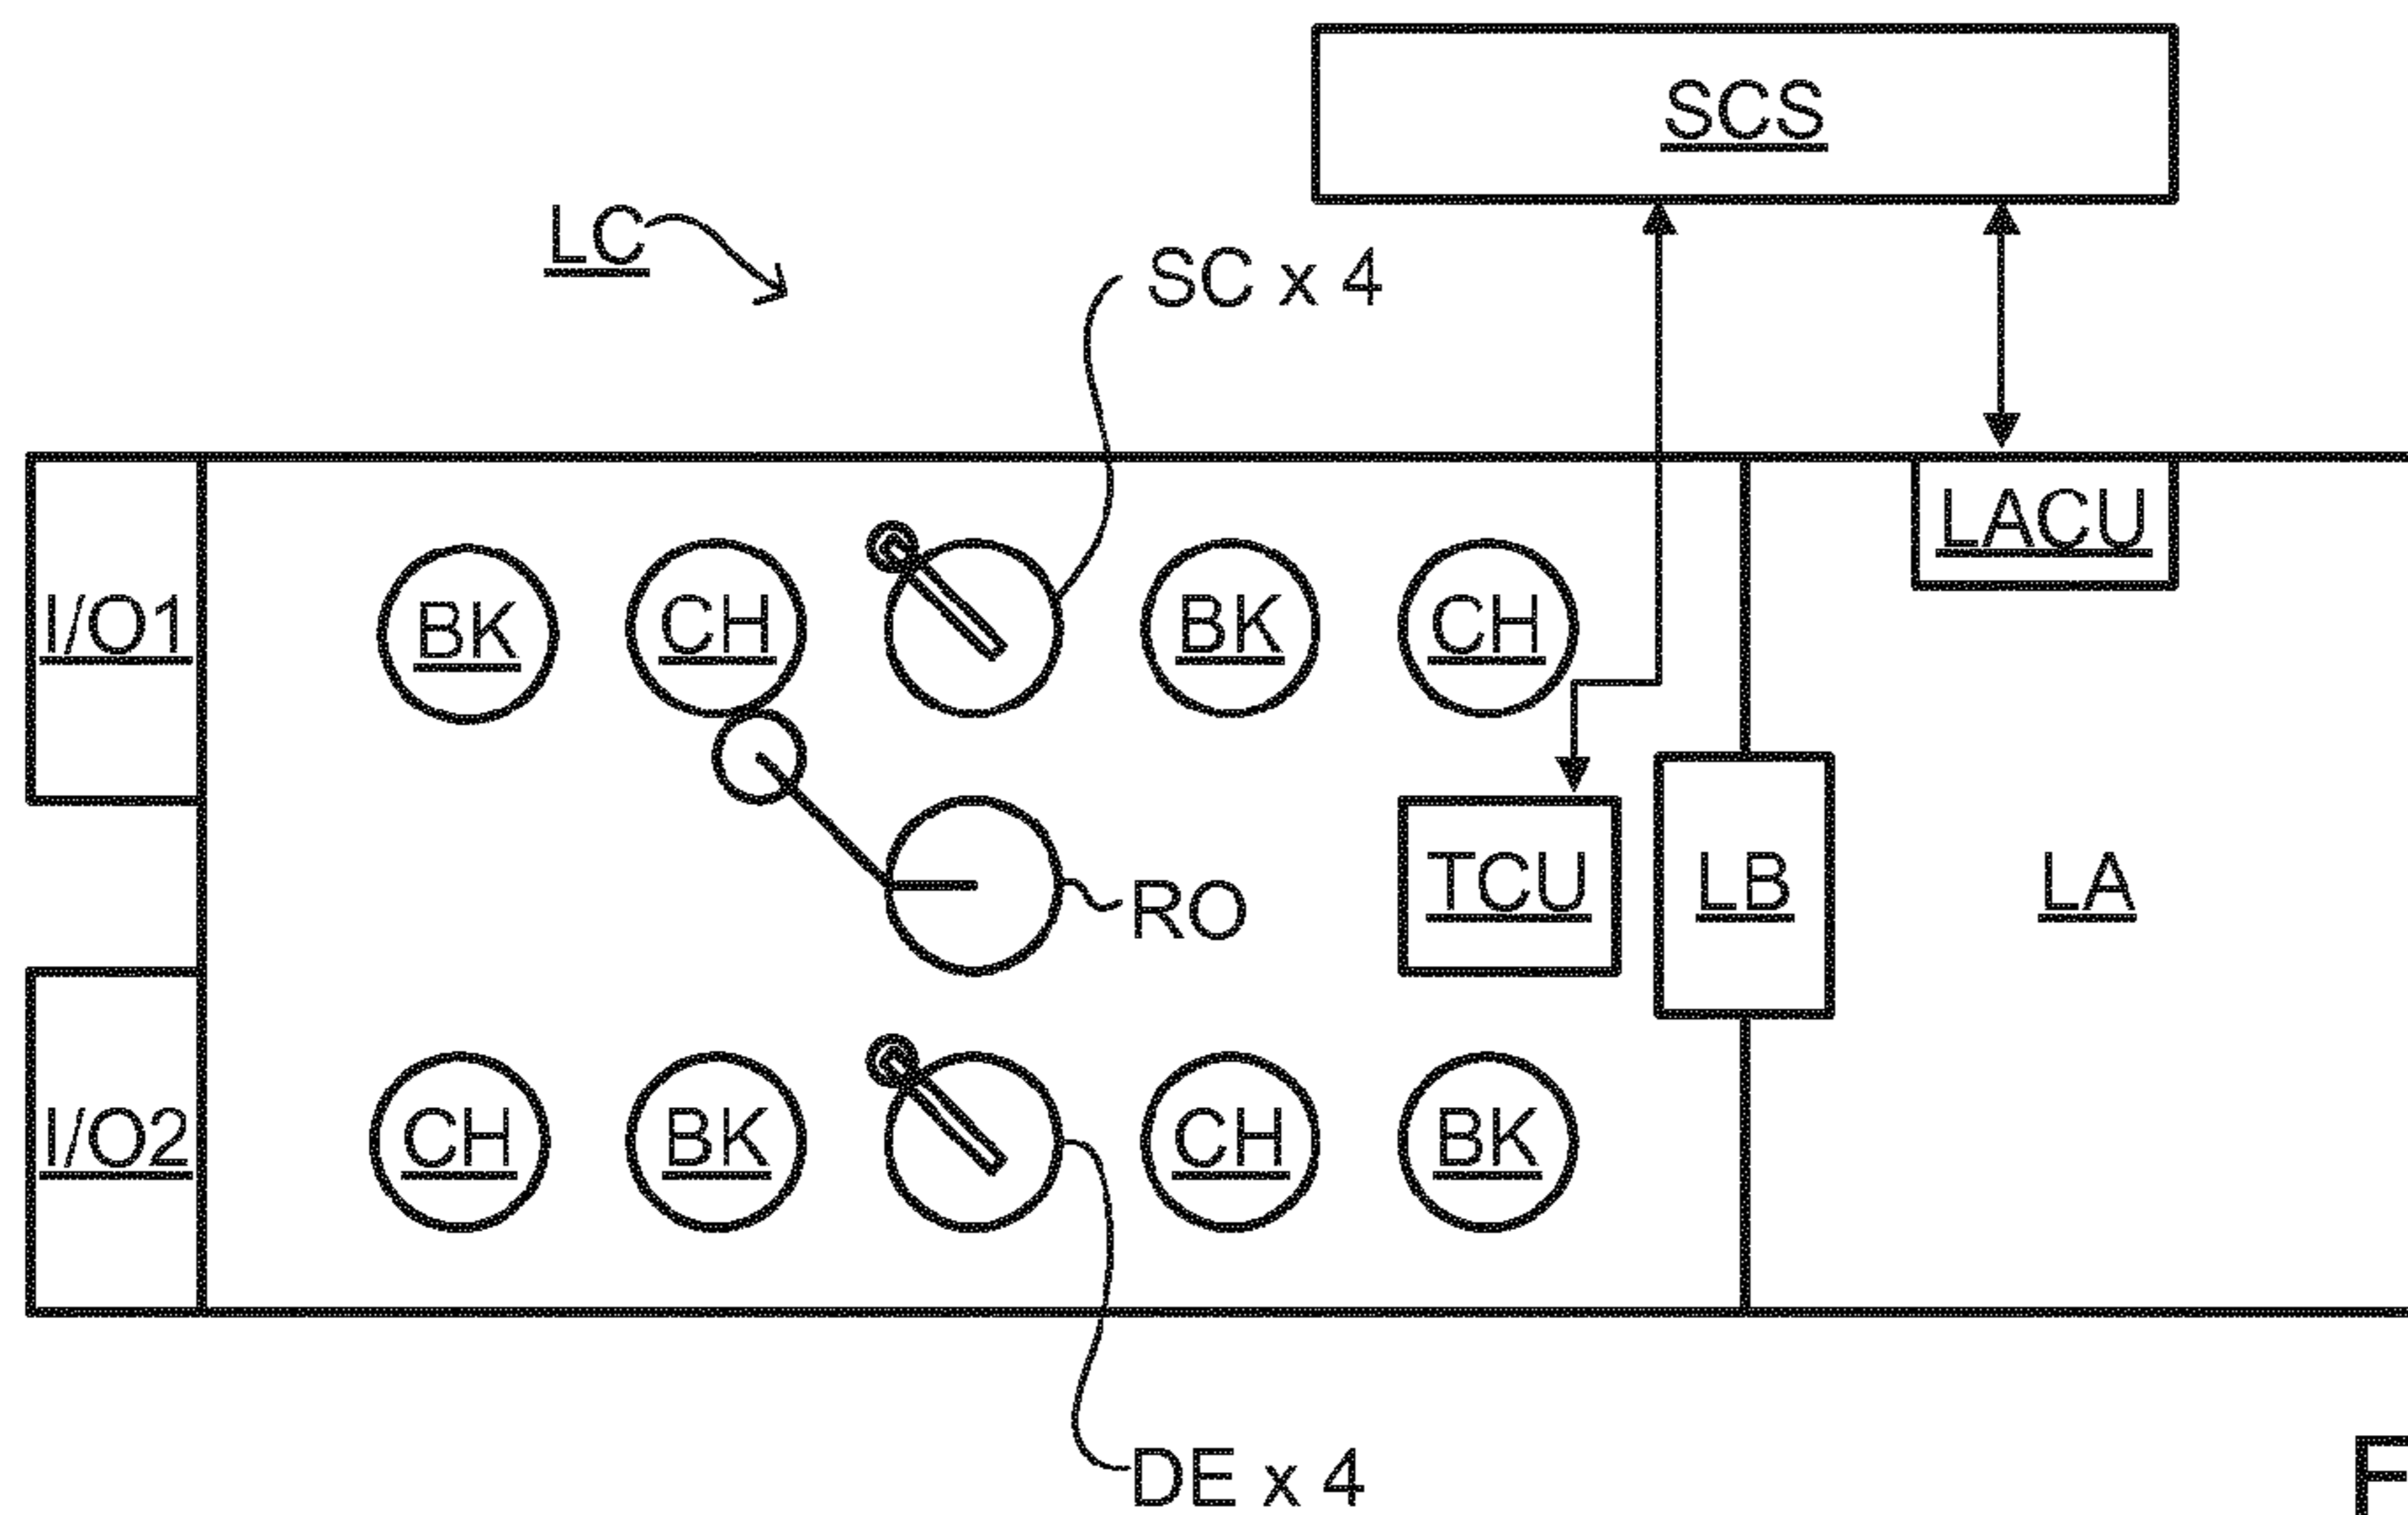 SCS
LC
SC x 4
LACU
I/O1
BK
CH
BK
CH
TCU
LB
LA
RO
I/O2
CH
BK
CH
BK
DE x 4
F